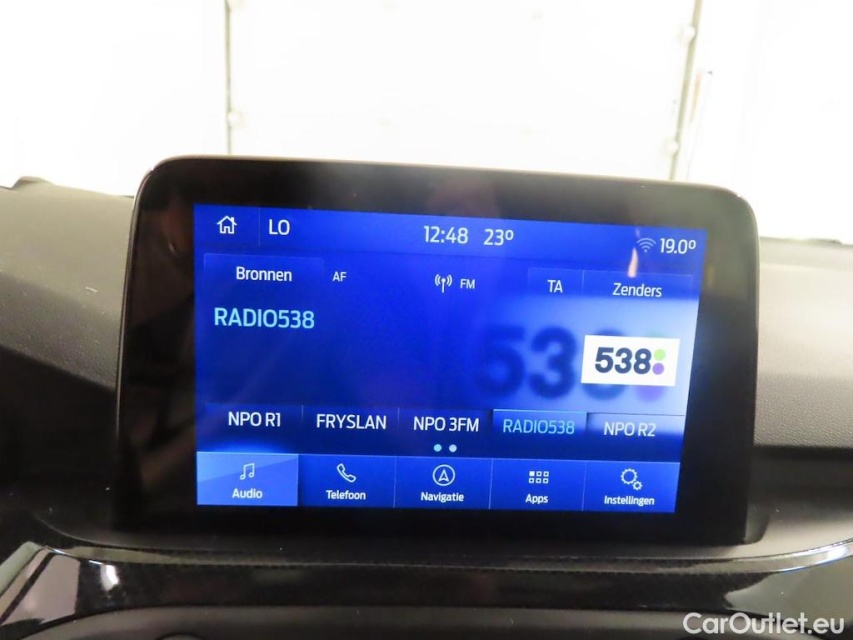 LO 12:48 23° 19.0°
Bronnen AF FM TA Zenders
RADIO538
538
538
NPO R1 FRYSLAN NPO 3FM RADIO538 NPO R2
Audio Telefoon Navigatie Apps Instellingen
CarOutlet.eu